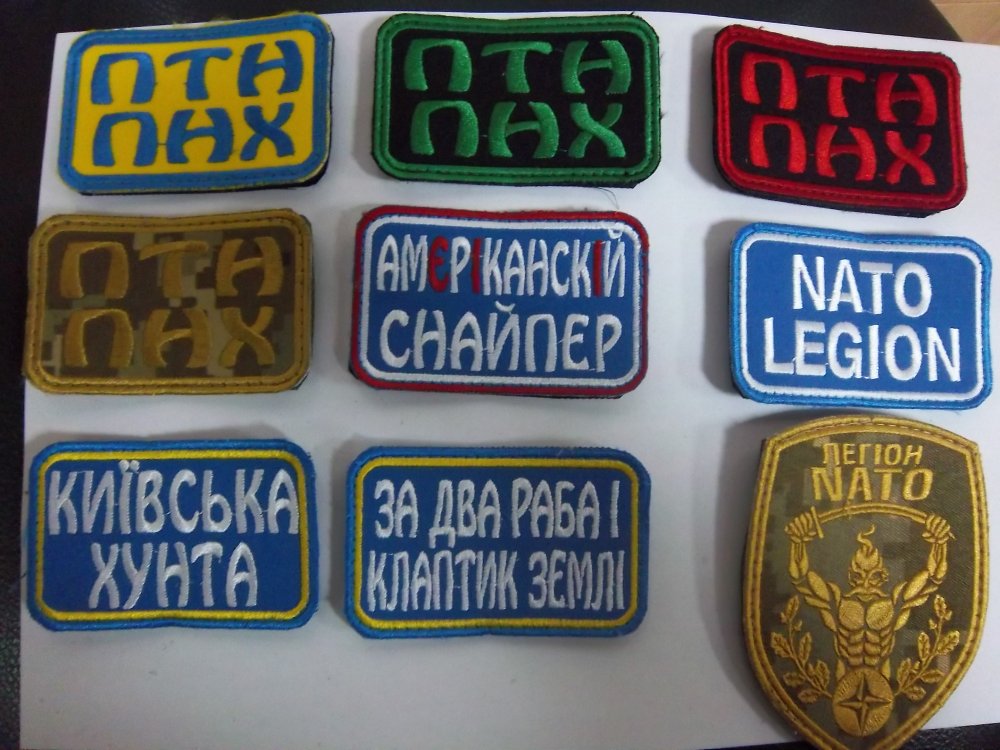 ПТН
ПНХ
ПТН
ПНХ
ПТН
ПНХ
ПТН
ПНХ
АМЄРІКАНСКІЙ
СНАЙПЕР
NATO
LEGION
КИЇВСЬКА
ХУНТА
ЗА ДВА РАБА І
КЛАПТИК ЗЕМЛІ
ЛЕГІОН
NATO